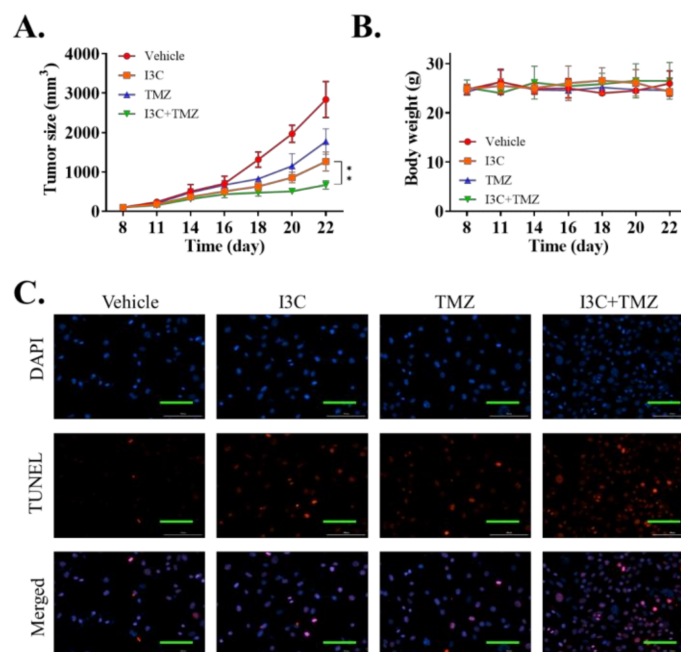 A.
Tumor size (mm³)
4000
3000
2000
1000
0
Vehicle
I3C
TMZ
I3C+TMZ
**
8 11 14 16 18 20 22
Time (day)
B.
Body weight (g)
30
20
10
0
Vehicle
I3C
TMZ
I3C+TMZ
8 11 14 16 18 20 22
Time (day)
C.
Vehicle I3C TMZ I3C+TMZ
DAPI
TUNEL
Merged